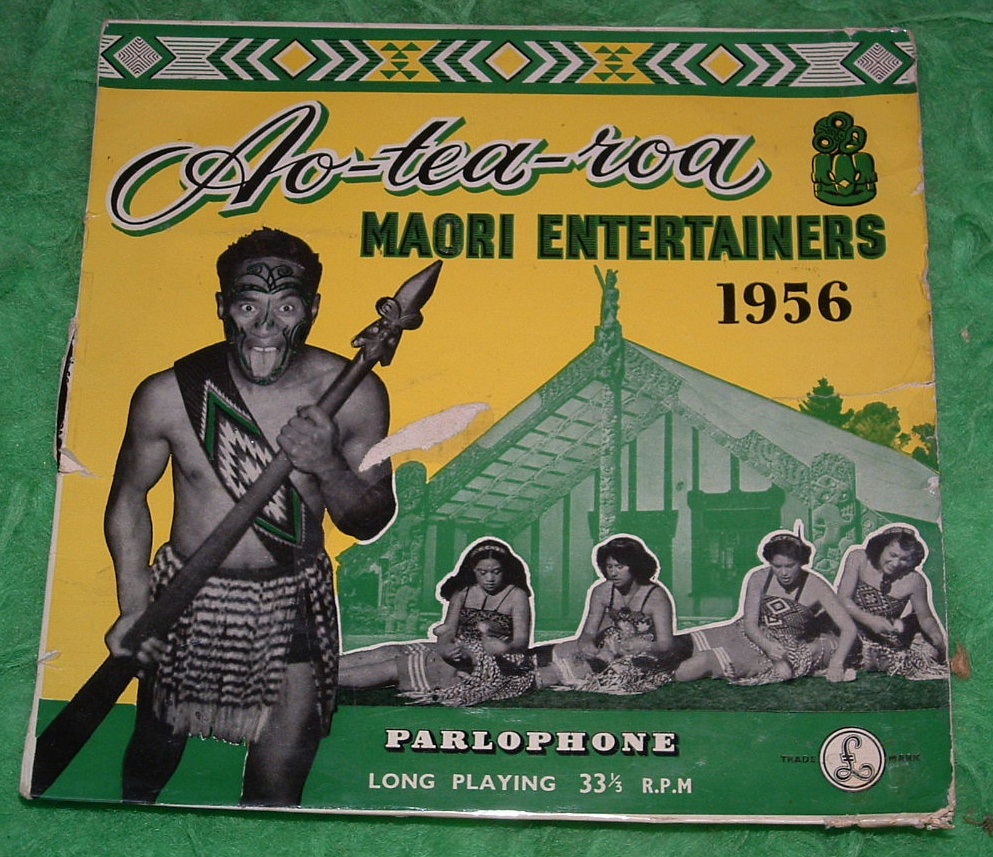 Ao-tea-roa
MAORI ENTERTAINERS
1956
PARLOPHONE
LONG PLAYING 33⅓ R.P.M
TRADE £ MARK